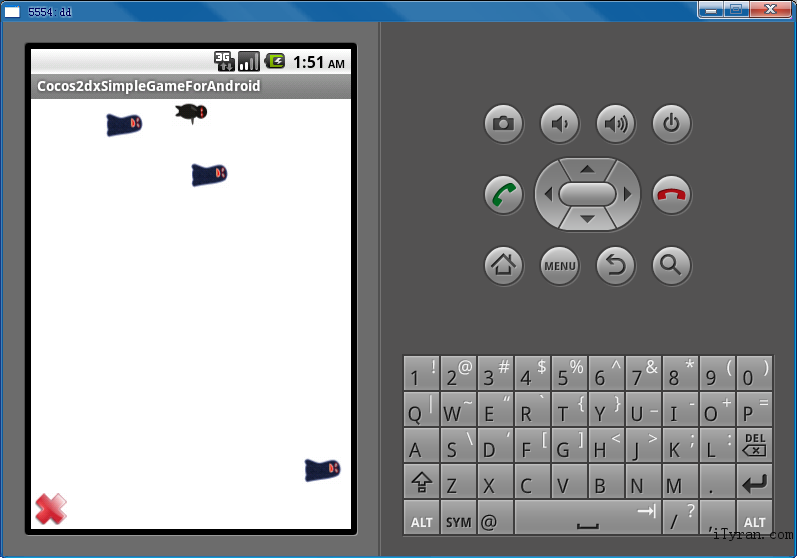 5554:dd
3G 1:51 AM
Cocos2dxSimpleGameForAndroid
MENU
1 ! 2 @ 3 # 4 $ 5 % 6 ^ 7 & 8 * 9 ( 0 )
Q | W ~ E “ R ` T { Y } U _ I - O + P =
A S \ D ‘ F [ G ] H < J > K ; L : DEL
Z X C V B N M .
ALT SYM @ / ? , ALT
iTyran.com